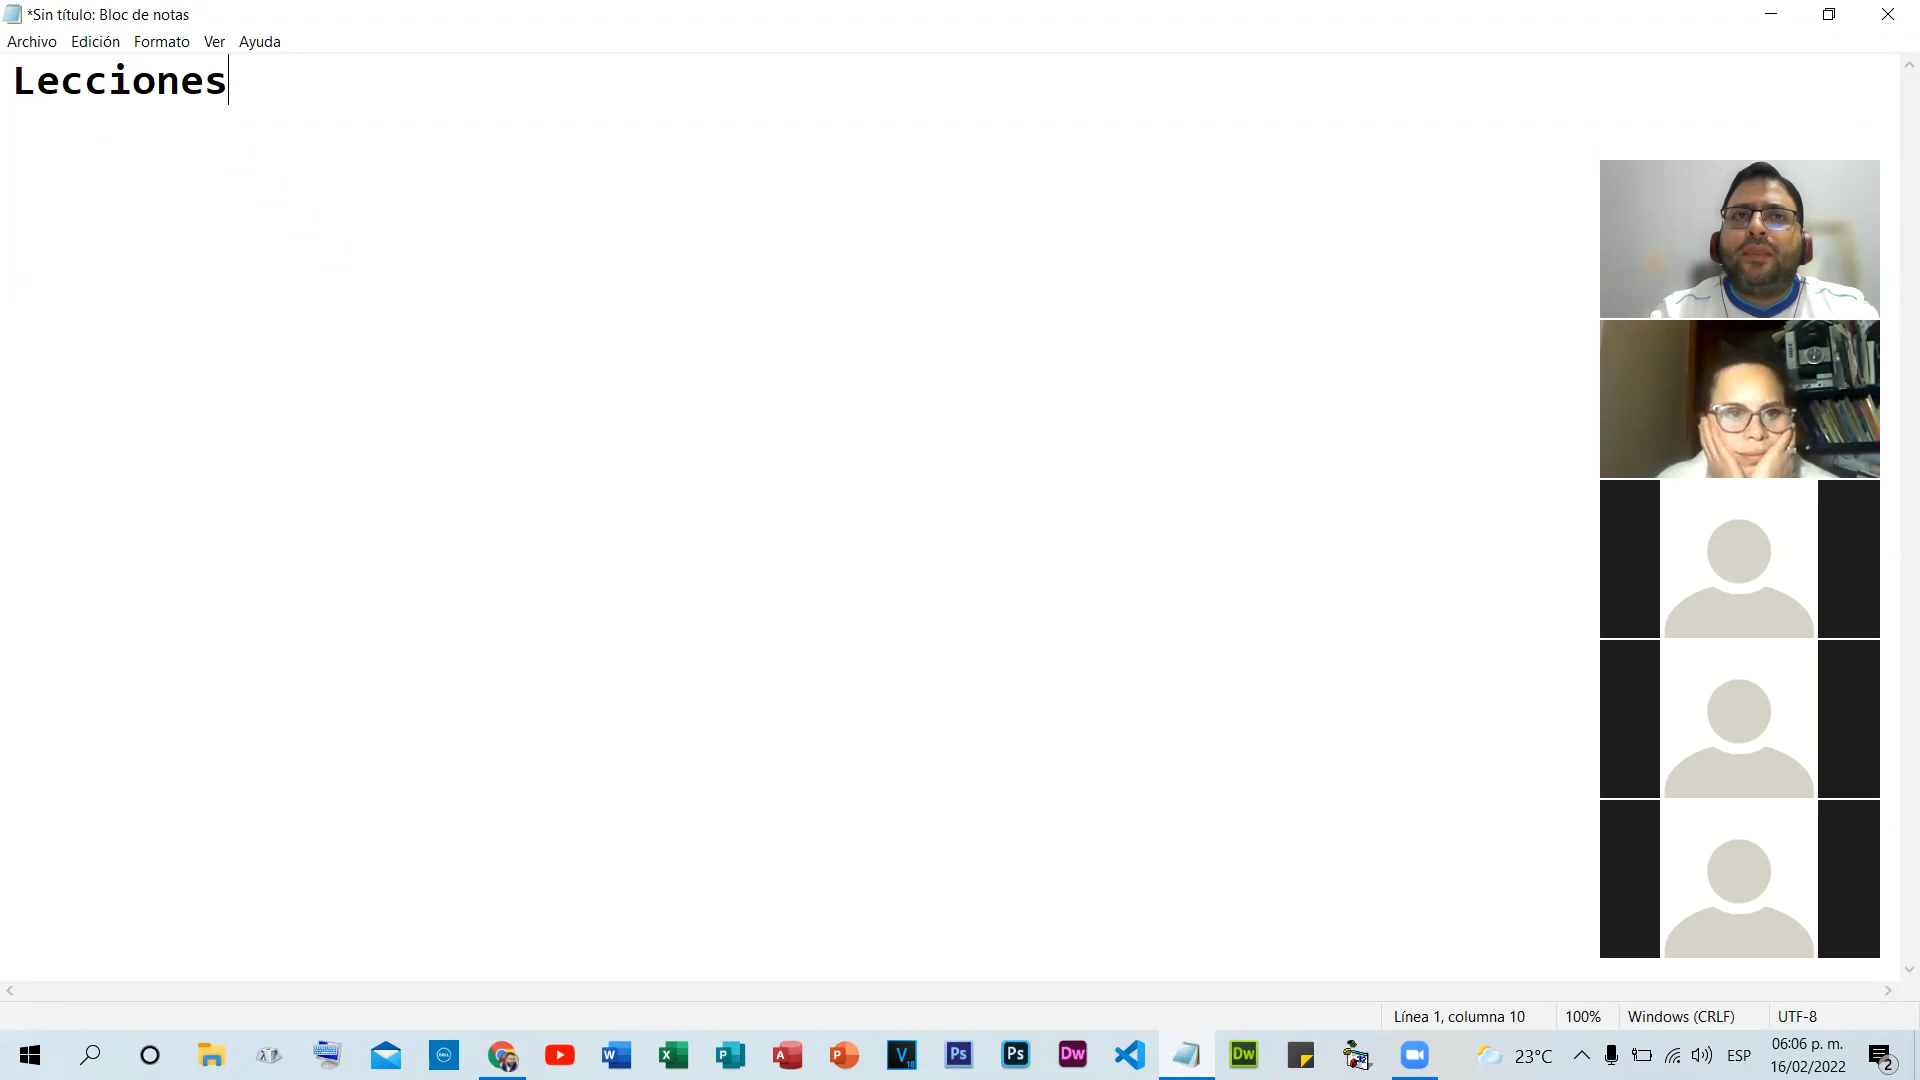 *Sin título: Bloc de notas
Archivo Edición Formato Ver Ayuda
Lecciones
Línea 1, columna 10 100% Windows (CRLF) UTF-8
23°C ESP 06:06 p. m.
16/02/2022
2